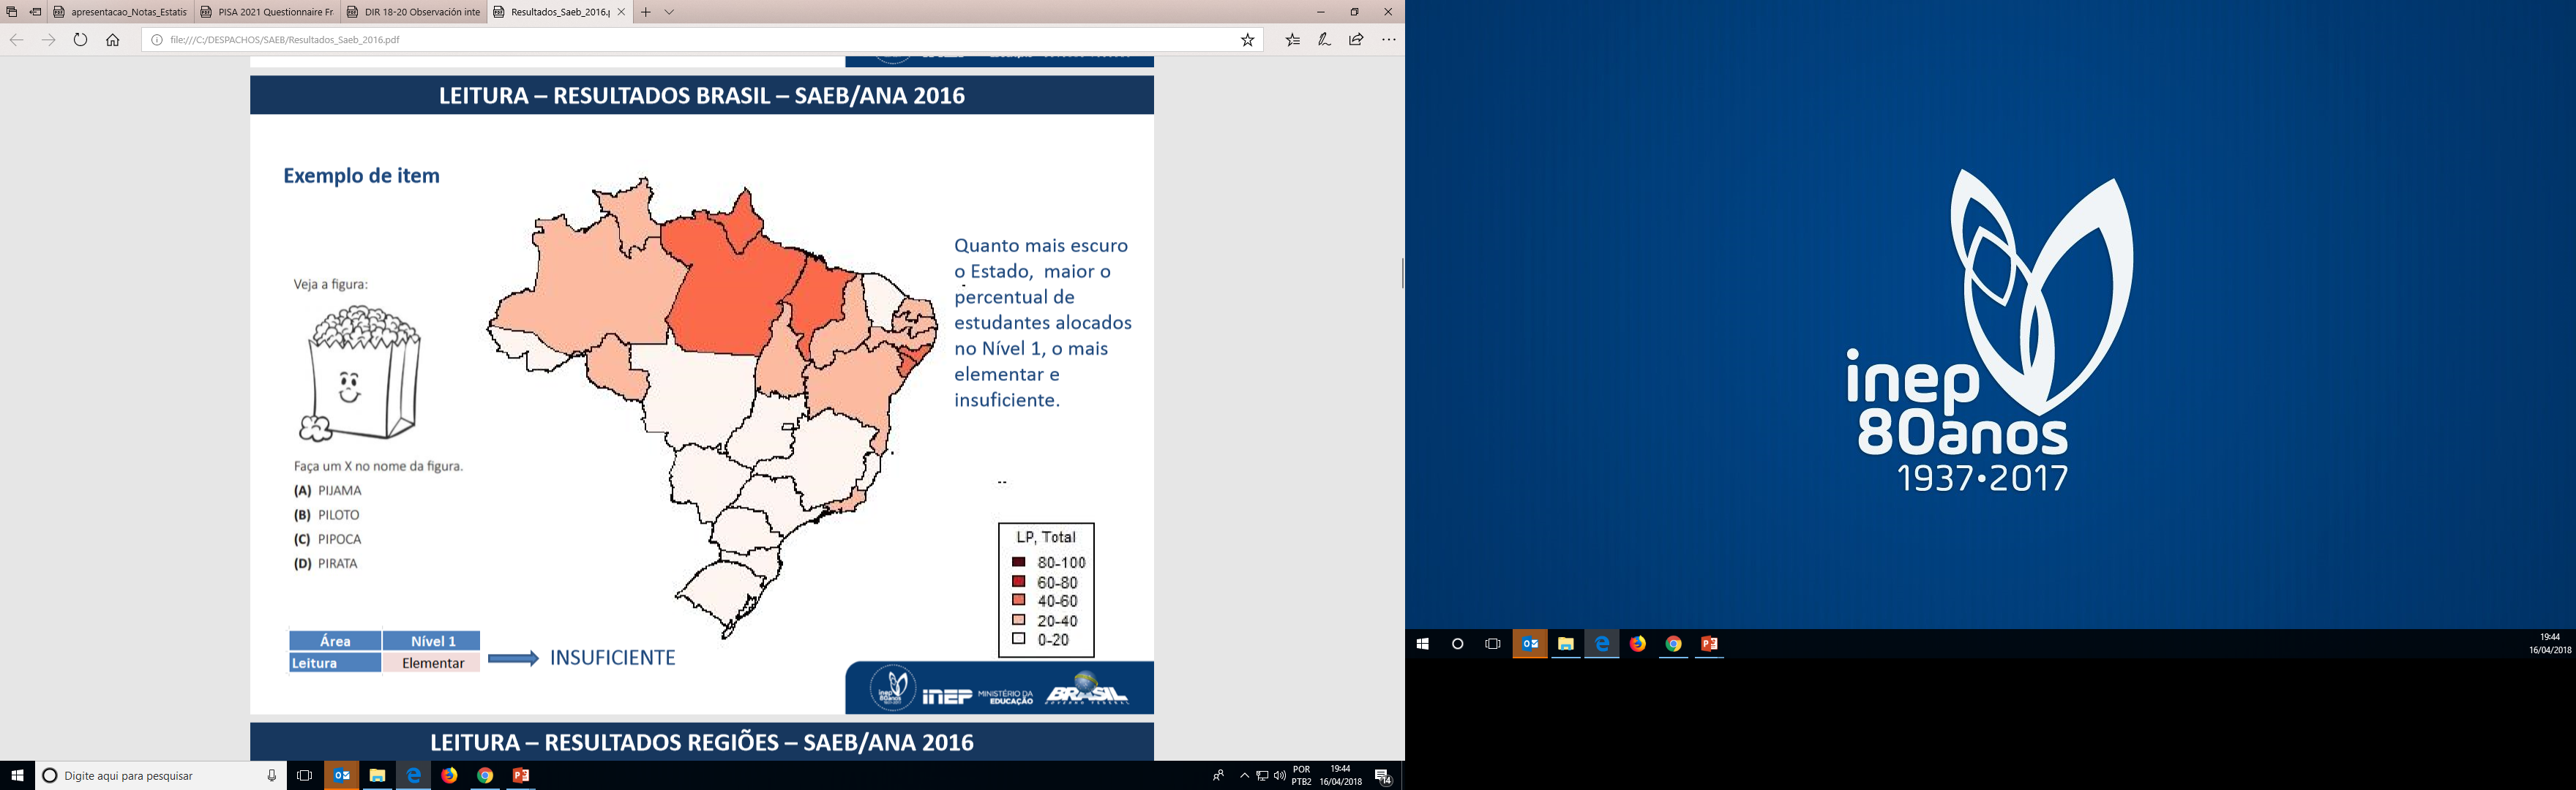 apresentacao_Notas_Estatis
PISA 2021 Questionnaire Fr
DIR 18-20 Observación inte
Resultados_Saeb_2016.p
file:///C:/DESPACHOS/SAEB/Resultados_Saeb_2016.pdf
LEITURA – RESULTADOS BRASIL – SAEB/ANA 2016
Exemplo de item
Veja a figura:
Faça um X no nome da figura.
(A) PIJAMA
(B) PILOTO
(C) PIPOCA
(D) PIRATA
Quanto mais escuro
o Estado, maior o
percentual de
estudantes alocados
no Nível 1, o mais
elementar e
insuficiente.
LP, Total
80-100
60-80
40-60
20-40
0-20
Área Nível 1
Leitura Elementar
INSUFICIENTE
inep
80anos
INEP
MINISTÉRIO DA
EDUCAÇÃO
BRASIL
GOVERNO FEDERAL
LEITURA – RESULTADOS REGIÕES – SAEB/ANA 2016
Digite aqui para pesquisar
POR
PTB2
19:44
16/04/2018
14
inep
80anos
1937•2017
19:44
16/04/2018